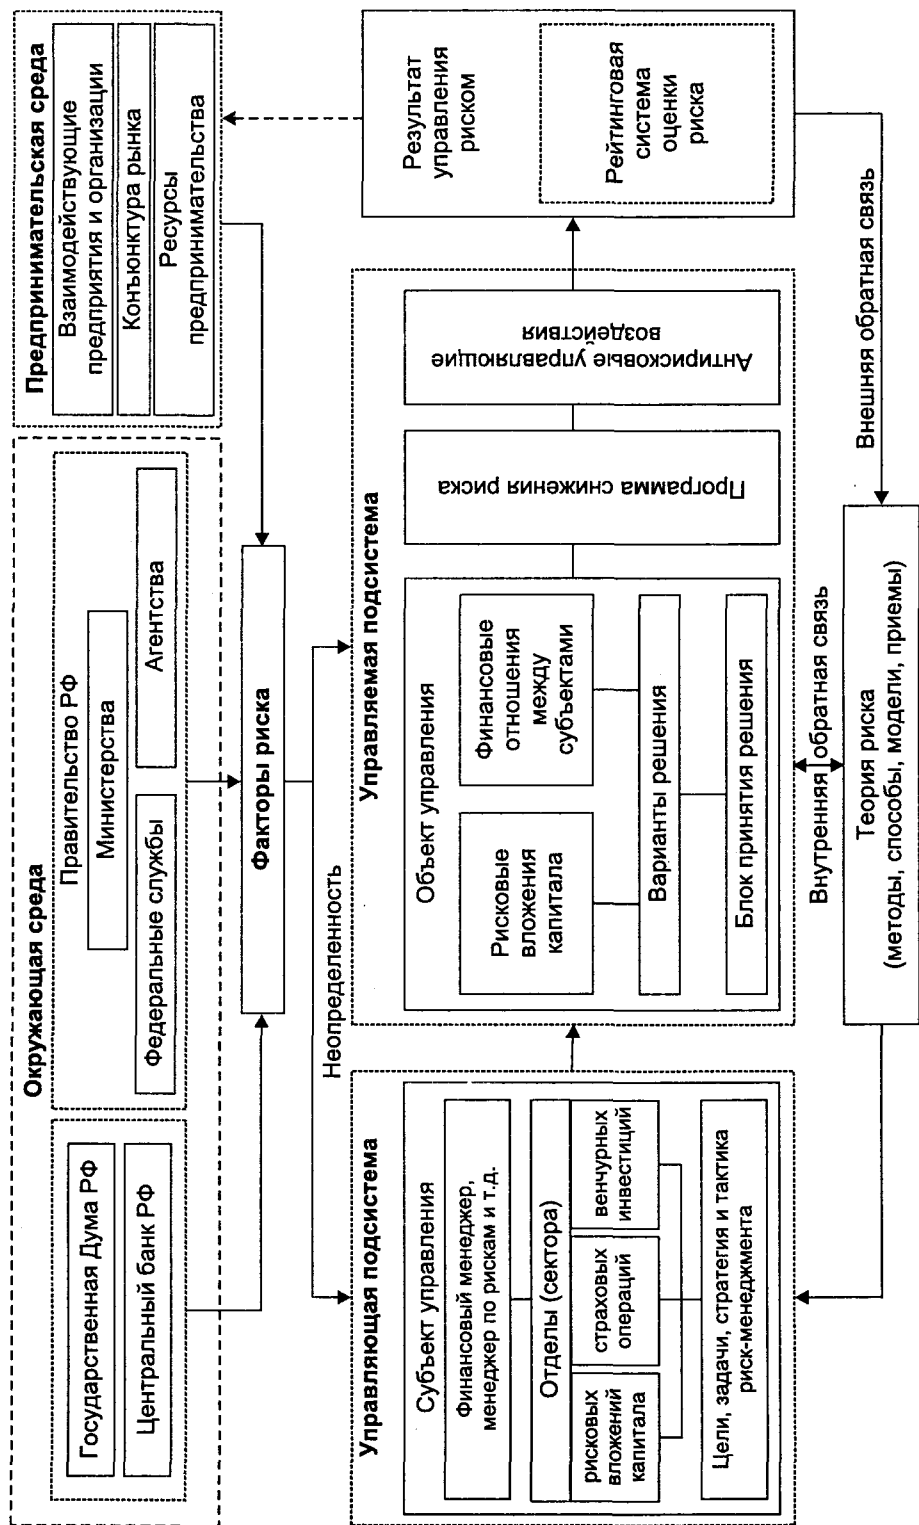 Окружающая среда
Государственная Дума РФ
Центральный банк РФ
Правительство РФ
Министерства
Федеральные службы
Агентства
Предпринимательская среда
Взаимодействующие
предприятия и организации
Конъюнктура рынка
Ресурсы
предпринимательства
Факторы риска
Неопределенность
Управляющая подсистема
Субъект управления
Финансовый менеджер,
менеджер по рискам и т.д.
Отделы (сектора)
рисковых
вложений
капитала
страховых
операций
венчурных
инвестиций
Цели, задачи, стратегия и тактика
риск-менеджмента
Управляемая подсистема
Объект управления
Рисковые
вложения
капитала
Финансовые
отношения
между
субъектами
Варианты решения
Блок принятия решения
Программа снижения риска
Антирисковые управляющие
воздействия
Результат
управления
риском
Рейтинговая
система
оценки
риска
Внутренняя обратная связь
Внешняя обратная связь
Теория риска
(методы, способы, модели, приемы)